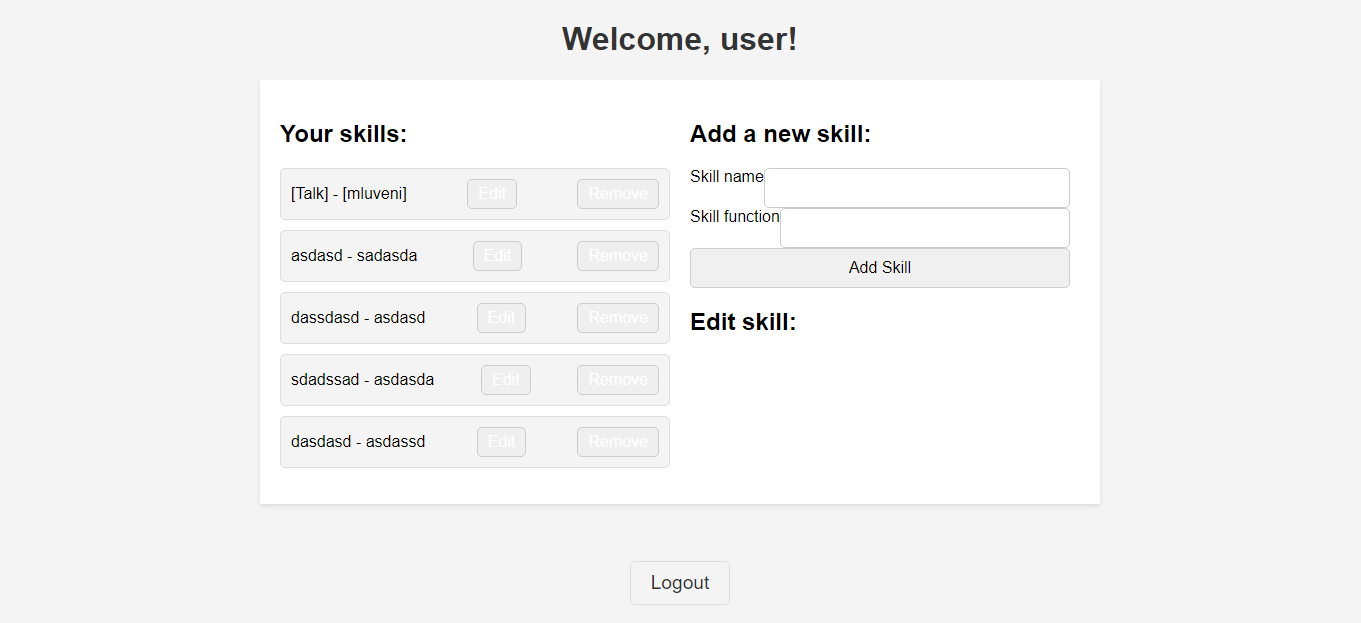 Welcome, user!
Your skills:
[Talk] - [mluveni] Edit Remove
asdasd - sadasda Edit Remove
dassdasd - asdasd Edit Remove
sdadssad - asdasda Edit Remove
dasdasd - asdassd Edit Remove
Add a new skill:
Skill name
Skill function
Add Skill
Edit skill:
Logout